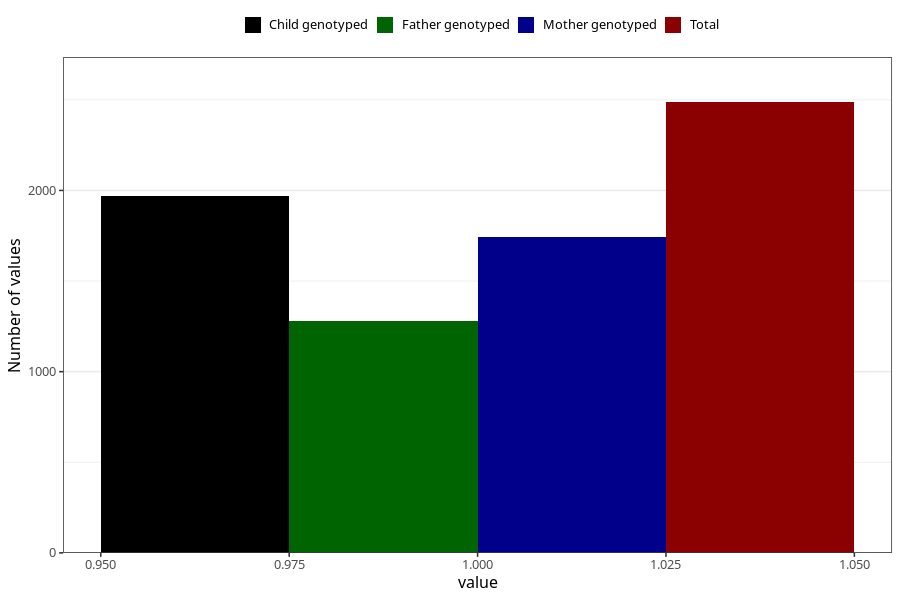 Child genotyped Father genotyped Mother genotyped Total
Number of values
2000
1000
0
0.950 0.975 1.000 1.025 1.050
value